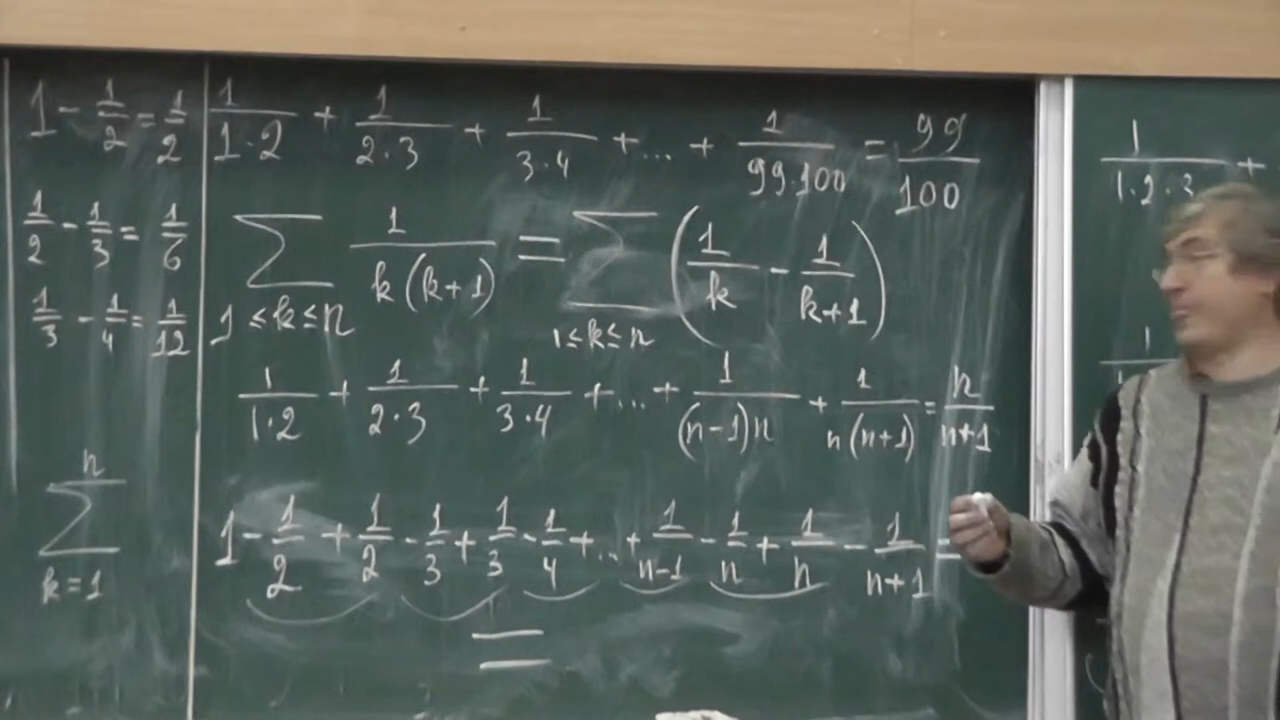 1 - 1/2 = 1/2
1/2 - 1/3 = 1/6
1/3 - 1/4 = 1/12
n
∑
k=1
1/(1·2) + 1/(2·3) + 1/(3·4) + ... + 1/(99·100) = 99/100
∑ 1/(k(k+1)) = ∑ (1/k - 1/(k+1))
1≤k≤n 1≤k≤n
1/(1·2) + 1/(2·3) + 1/(3·4) + ... + 1/((n-1)n) + 1/(n(n+1)) = n/(n+1)
1 - 1/2 + 1/2 - 1/3 + 1/3 - 1/4 + ... + 1/(n-1) - 1/n + 1/n - 1/(n+1) =
=
1/(1·2·3) +